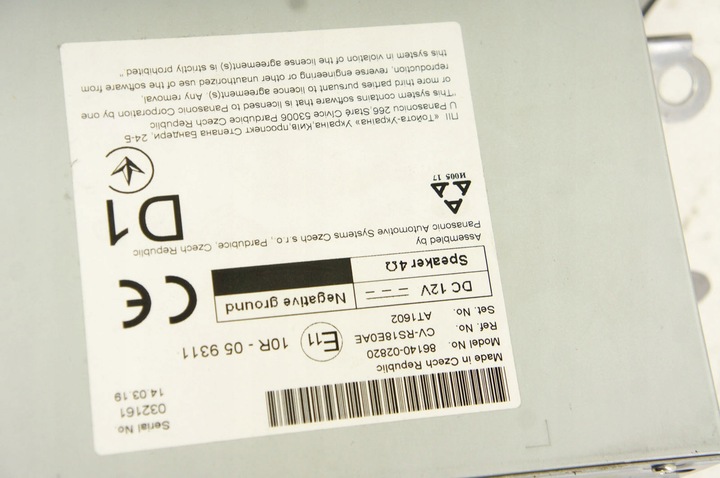 Serial No.
032161
14.03.19
Made in Czech Republic
Model No. 86140-02820
Ref. No. CV-RS18E0AE
Set. No. AT1602
E11 10R - 05 9311
DC 12V
Negative ground
Speaker 4Ω
CE
Assembled by
Panasonic Automotive Systems Czech s.r.o., Pardubice, Czech Republic
И005 17
D1
ПІІ «Тойота-Україна» Україна,Київ,проспект Степана Бандери, 24-Б
U Panasonicu 266,Staré Čívice 53006 Pardubice Czech Republic
"This system contains software that is licensed to Panasonic Corporation by one
or more third parties pursuant to licence agreement(s). Any removal,
reproduction, reverse engineering or other unauthorized use of the software from
this system in violation of the license agreement(s) is strictly prohibited."